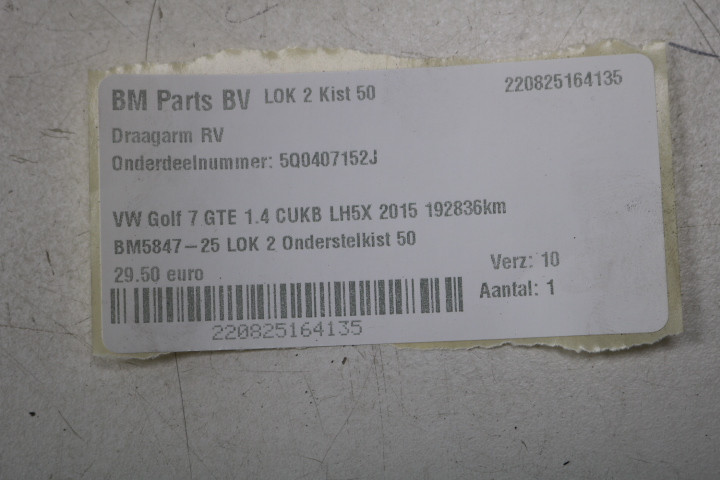 BM Parts BV LOK 2 Kist 50 220825164135
Draagarm RV
Onderdeelnummer: 5Q0407152J
VW Golf 7 GTE 1.4 CUKB LH5X 2015 192836km
BM5847-25 LOK 2 Onderstelkist 50
29.50 euro Verz: 10
Aantal: 1
220825164135